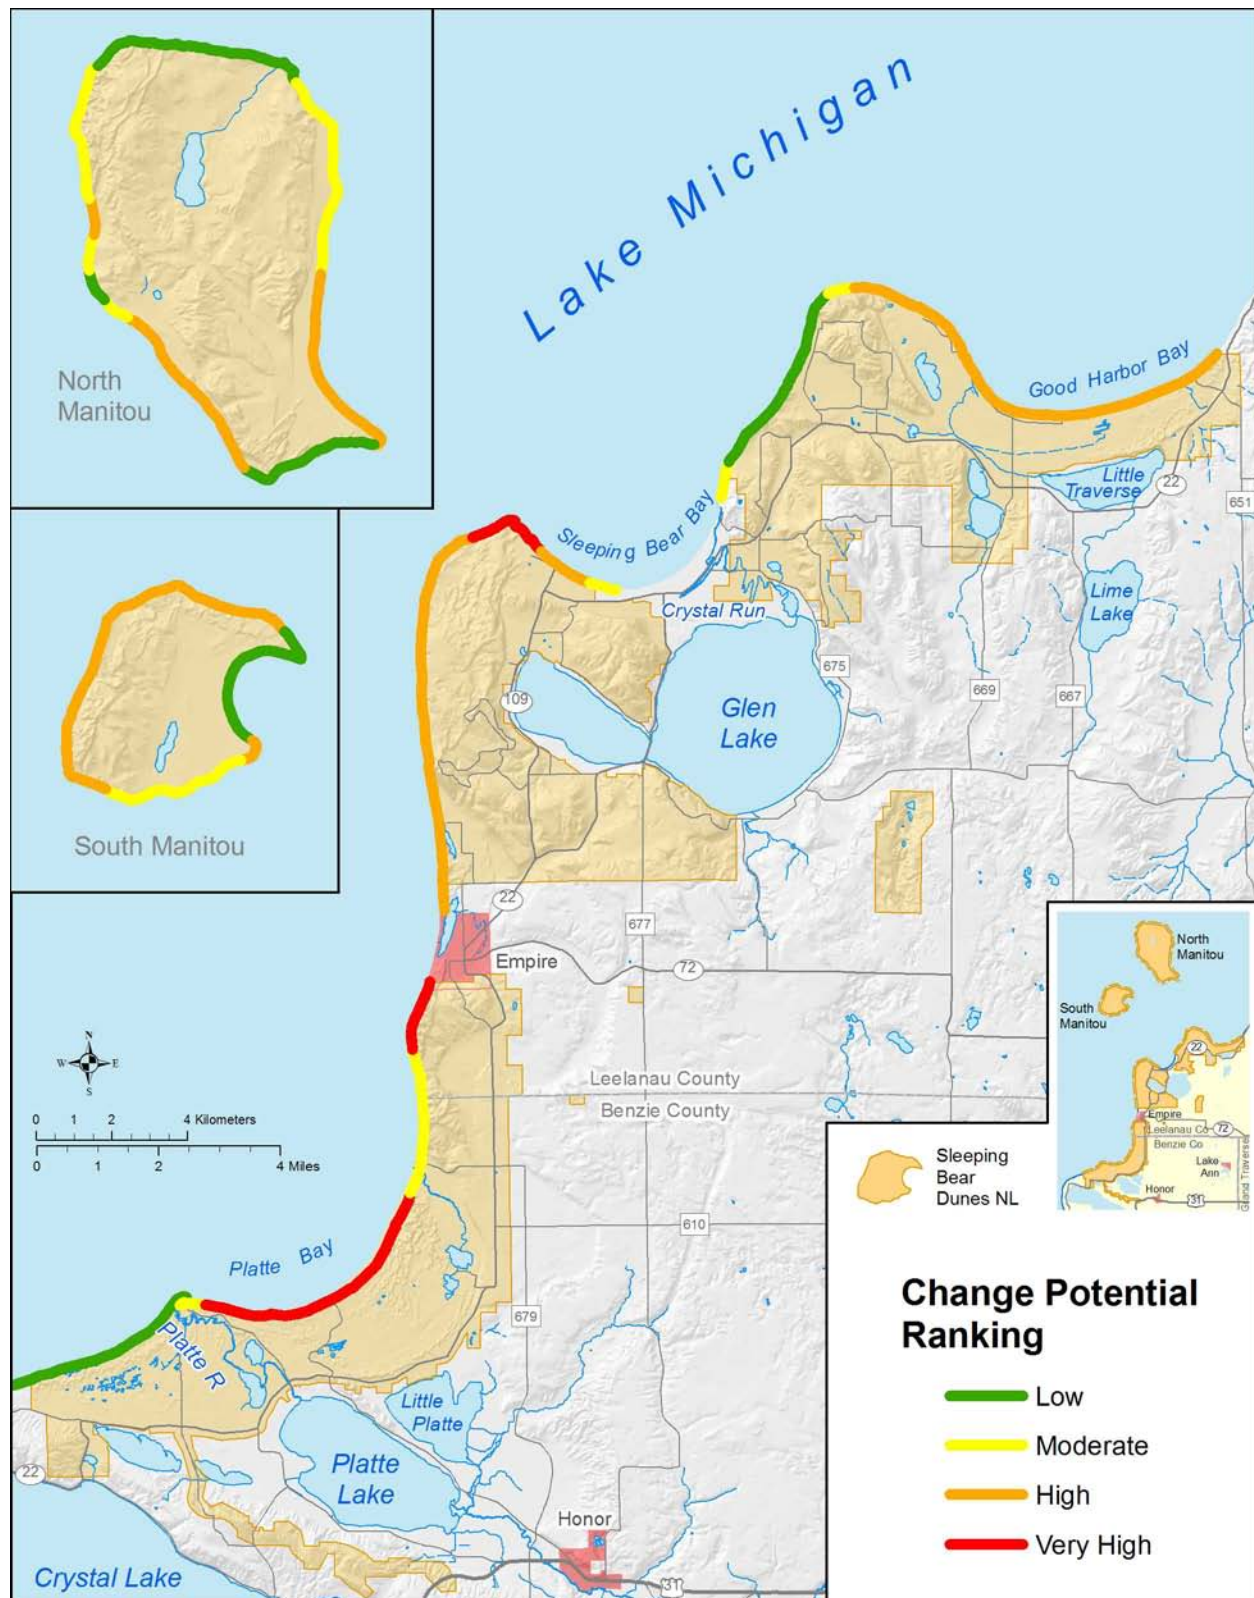 Lake Michigan
North
Manitou
Good Harbor Bay
Little
Traverse
22
651
Sleeping Bear Bay
Crystal Run
Lime
Lake
675
109
669
667
Glen
Lake
South Manitou
22
677
Empire
72
North
Manitou
South
Manitou
22
Empire
Leelanau Co
72
Benzie Co
Lake
Ann
Honor
31
Grand Traverse
N
W E
S
0 1 2 4 Kilometers
0 1 2 4 Miles
Leelanau County
Benzie County
Sleeping
Bear
Dunes NL
610
Platte Bay
679
Platte R
Little
Platte
Platte
Lake
22
Honor
31
Crystal Lake
Change Potential
Ranking
Low
Moderate
High
Very High